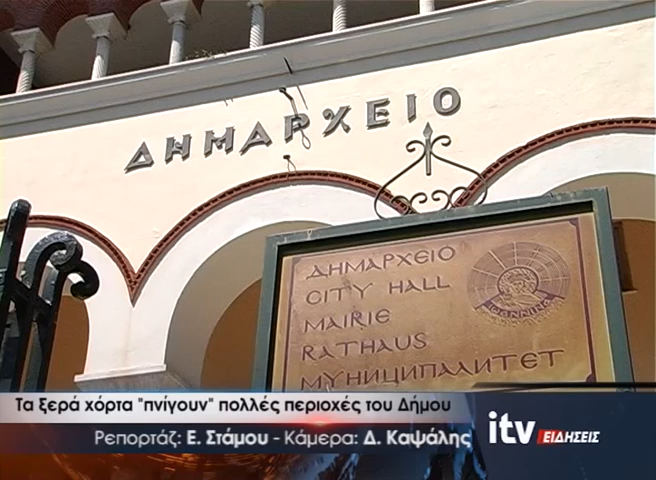 ΔΗΜΑΡΧΕΙΟ
ΔΗΜΑΡΧΕΙΟ
CITY HALL
MAIRIE
RATHAUS
МУНИЦИПАЛИТЕТ
ΙΩΑΝΝΙΝΑ
Τα ξερά χόρτα "πνίγουν" πολλές περιοχές του Δήμου
Ρεπορτάζ: Ε. Στάμου - Κάμερα: Δ. Καψάλης
itv ΕΙΔΗΣΕΙΣ